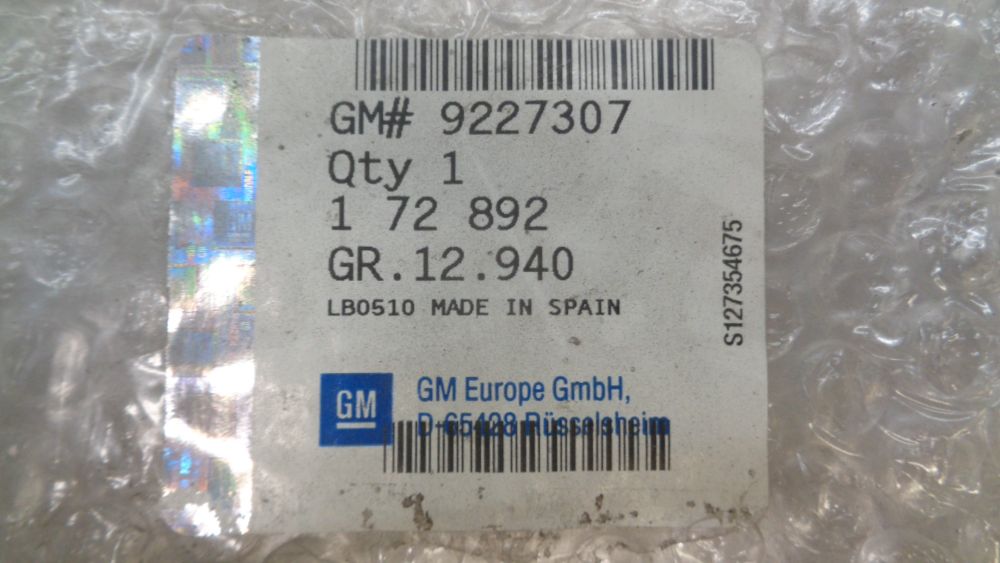 GM# 9227307
Qty 1
1 72 892
GR.12.940
LB0510 MADE IN SPAIN
S127354675
GM
GM Europe GmbH,
D-65428 Rüsselsheim